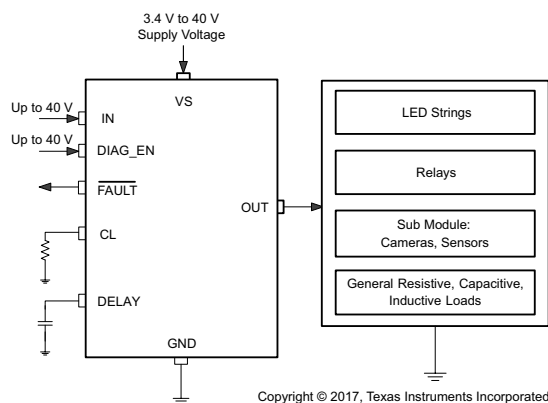 3.4 V to 40 V
Supply Voltage
VS
Up to 40 V
IN
Up to 40 V
DIAG_EN
FAULT
CL
DELAY
GND
OUT
LED Strings
Relays
Sub Module:
Cameras, Sensors
General Resistive, Capacitive,
Inductive Loads
Copyright © 2017, Texas Instruments Incorporated